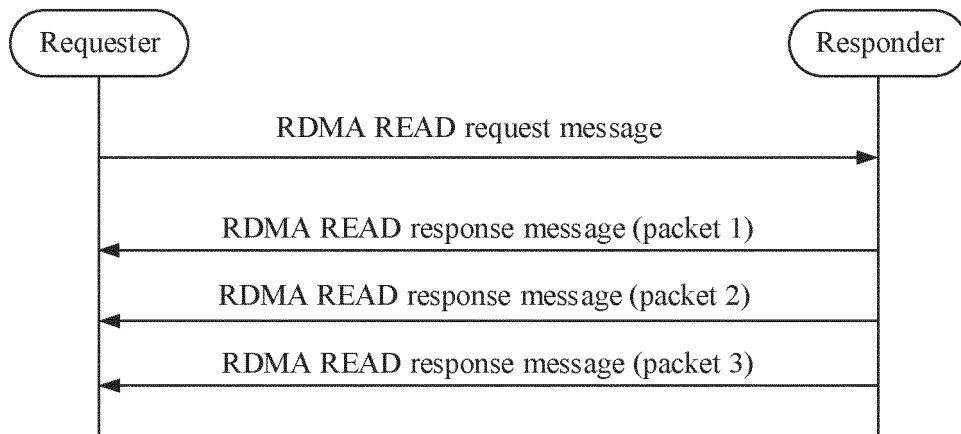 Requester
Responder
RDMA READ request message
RDMA READ response message (packet 1)
RDMA READ response message (packet 2)
RDMA READ response message (packet 3)